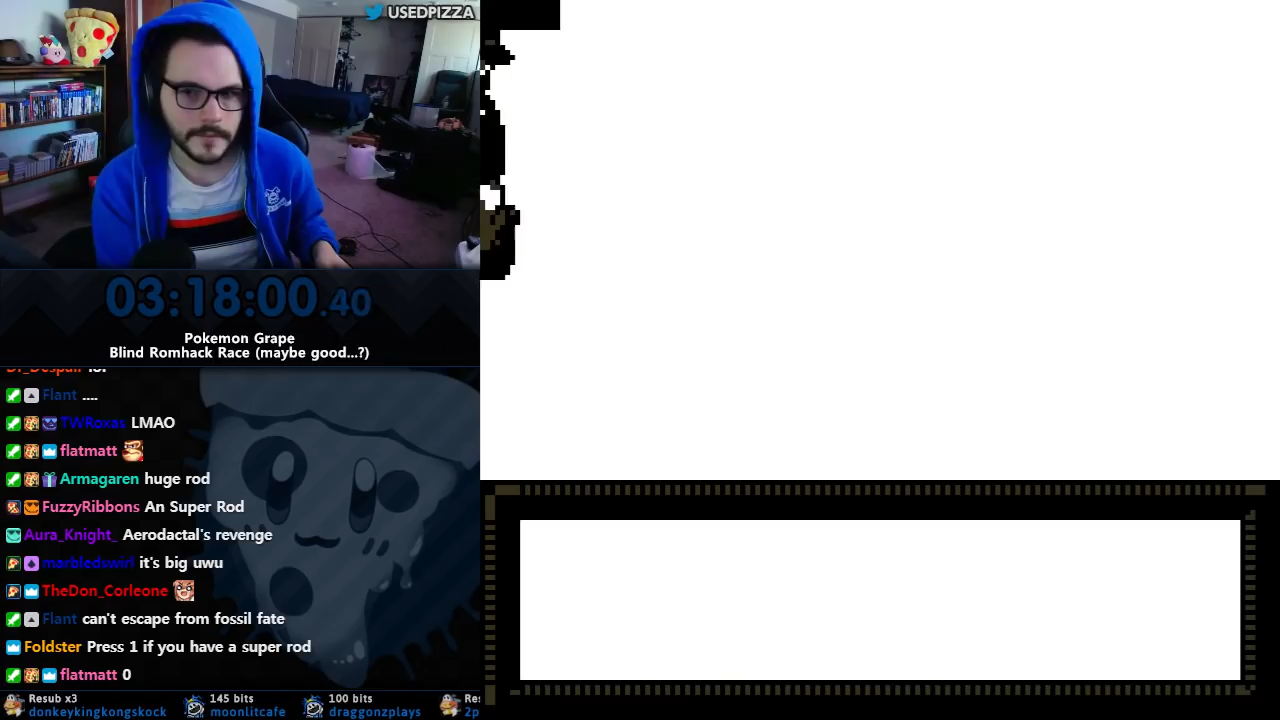 USEDPIZZA
03:18:00.40
Pokemon Grape
Blind Romhack Race (maybe good...?)
Flant ....
TWRoxas LMAO
flatmatt
Armagaren huge rod
FuzzyRibbons An Super Rod
Aura_Knight_ Aerodactal's revenge
marbledswirl it's big uwu
TheDon_Corleone
Flant can't escape from fossil fate
Foldster Press 1 if you have a super rod
flatmatt 0
Resub x3
donkeykingkongskock
145 bits
moonlitcafe
100 bits
draggonzplays